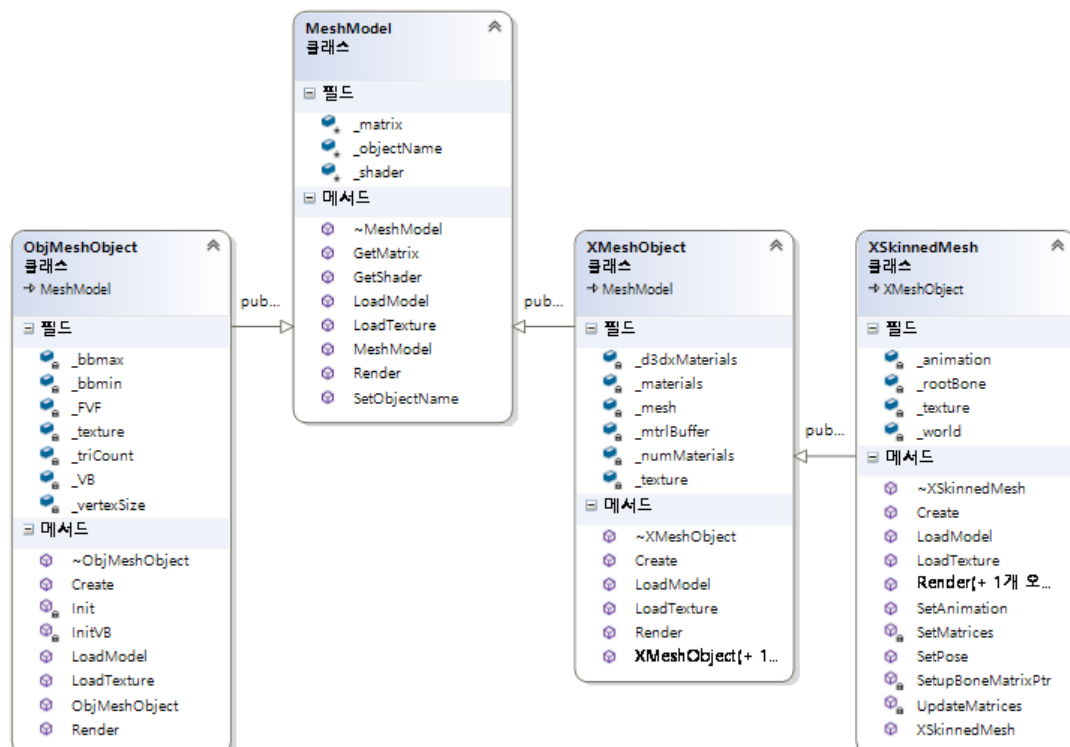 MeshModel
클래스
필드
_matrix
_objectName
_shader
메서드
~MeshModel
GetMatrix
GetShader
LoadModel
LoadTexture
MeshModel
Render
SetObjectName
ObjMeshObject
클래스
MeshModel
필드
_bbmax
_bbmin
_FVF
_texture
_triCount
_VB
_vertexSize
메서드
~ObjMeshObject
Create
Init
InitVB
LoadModel
LoadTexture
ObjMeshObject
Render
pub...
pub...
XMeshObject
클래스
MeshModel
필드
_d3dxMaterials
_materials
_mesh
_mtrlBuffer
_numMaterials
_texture
메서드
~XMeshObject
Create
LoadModel
LoadTexture
Render
XMeshObject(+ 1...
pub...
XSkinnedMesh
클래스
XMeshObject
필드
_animation
_rootBone
_texture
_world
메서드
~XSkinnedMesh
Create
LoadModel
LoadTexture
Render(+ 1개 오...
SetAnimation
SetMatrices
SetPose
SetupBoneMatrixPtr
UpdateMatrices
XSkinnedMesh